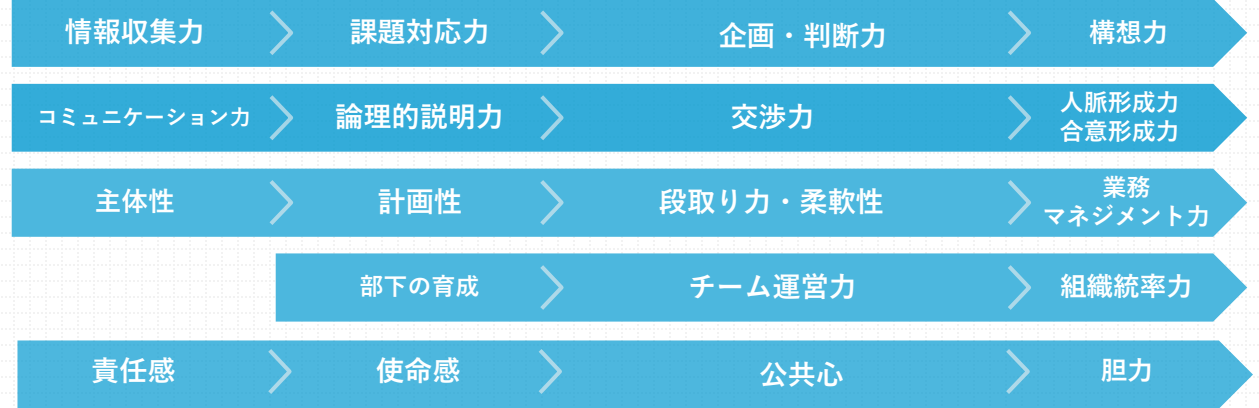 情報収集力 課題対応力 企画・判断力 構想力
コミュニケーション力 論理的説明力 交渉力 人脈形成力
合意形成力
主体性 計画性 段取り力・柔軟性 業務
マネジメント力
部下の育成 チーム運営力 組織統率力
責任感 使命感 公共心 胆力